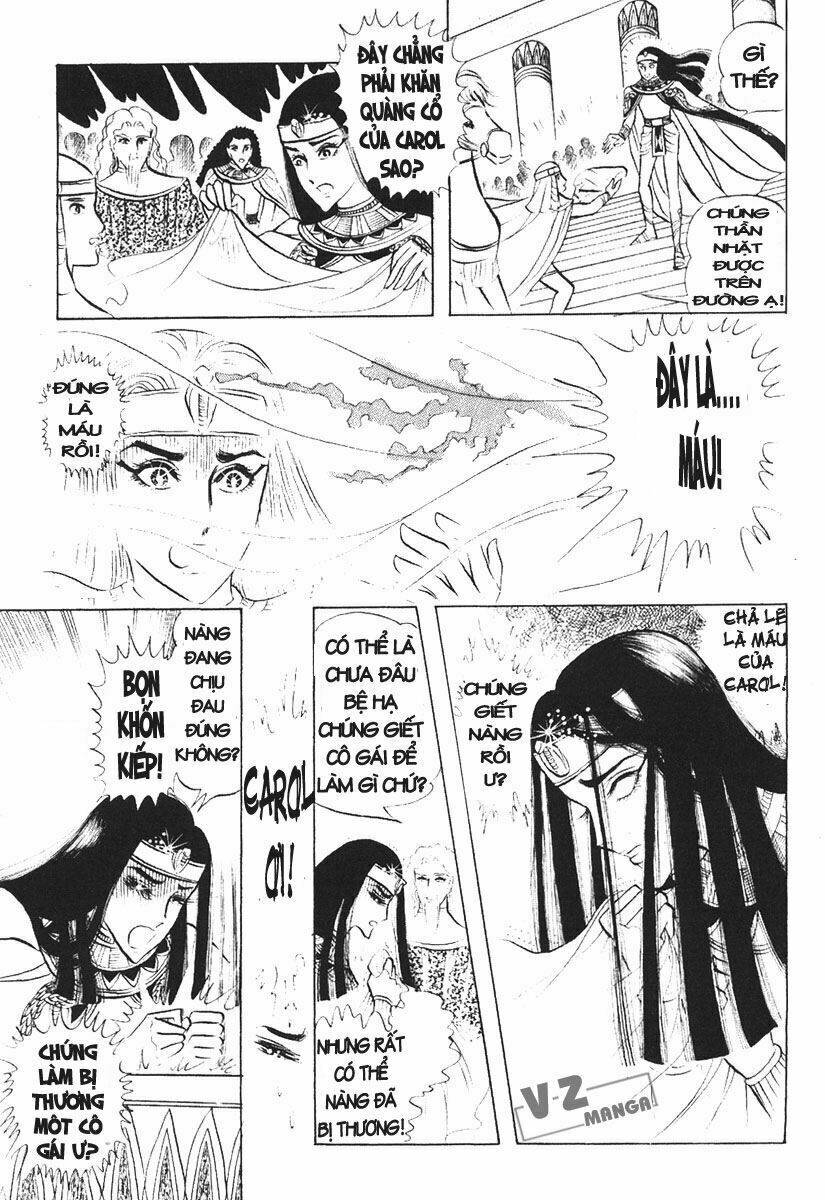 GÌ
THẾ?
CHÚNG
THẦN
NHẶT
ĐƯỢC
TRÊN
ĐƯỜNG Ạ!
ĐÂY CHẲNG
PHẢI KHĂN
QUÀNG CỔ
CỦA CAROL
SAO?
ĐÂY LÀ....
MÁU!
ĐÚNG
LÀ
MÁU
RỒI!
CHẢ LẼ
LÀ MÁU
CỦA
CAROL!
CHÚNG
GIẾT
NÀNG RỒI
Ư?
CÓ THỂ LÀ
CHƯA ĐÂU
BỆ HẠ
CHÚNG GIẾT
CÔ GÁI ĐỂ
LÀM GÌ CHỨ?
NHƯNG RẤT
CÓ THỂ
NÀNG ĐÃ
BỊ THƯƠNG!
CAROL
ƠI!
NÀNG
ĐANG
CHỊU
ĐAU
ĐÚNG
KHÔNG?
BỌN
KHỐN
KIẾP!
CHỨNG
LÀM BỊ
THƯƠNG
MÔT CÔ
GÁI Ư?
V-Z
MANGA